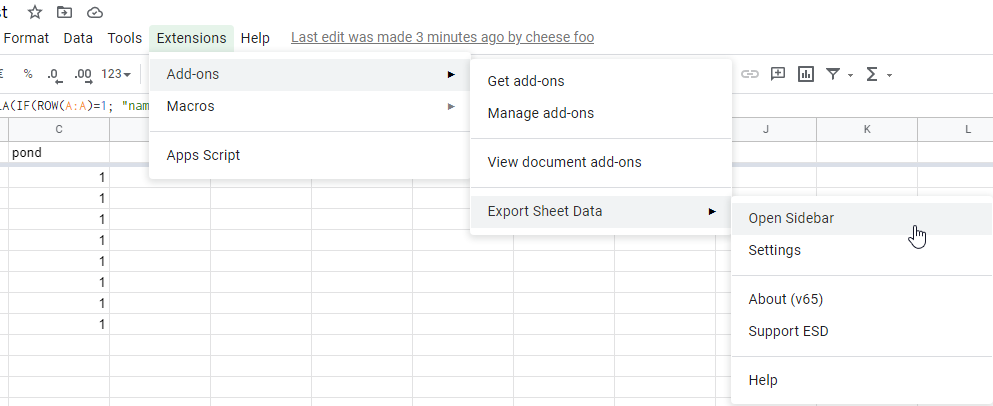 st
Format Data Tools Extensions Help Last edit was made 3 minutes ago by cheese foo
€ % .0 .00 123
LA(IF(ROW(A:A)=1; "nam
Add-ons
Macros
Apps Script
Get add-ons
Manage add-ons
View document add-ons
Export Sheet Data
Open Sidebar
Settings
About (v65)
Support ESD
Help
C J K L
pond
1
1
1
1
1
1
1
1